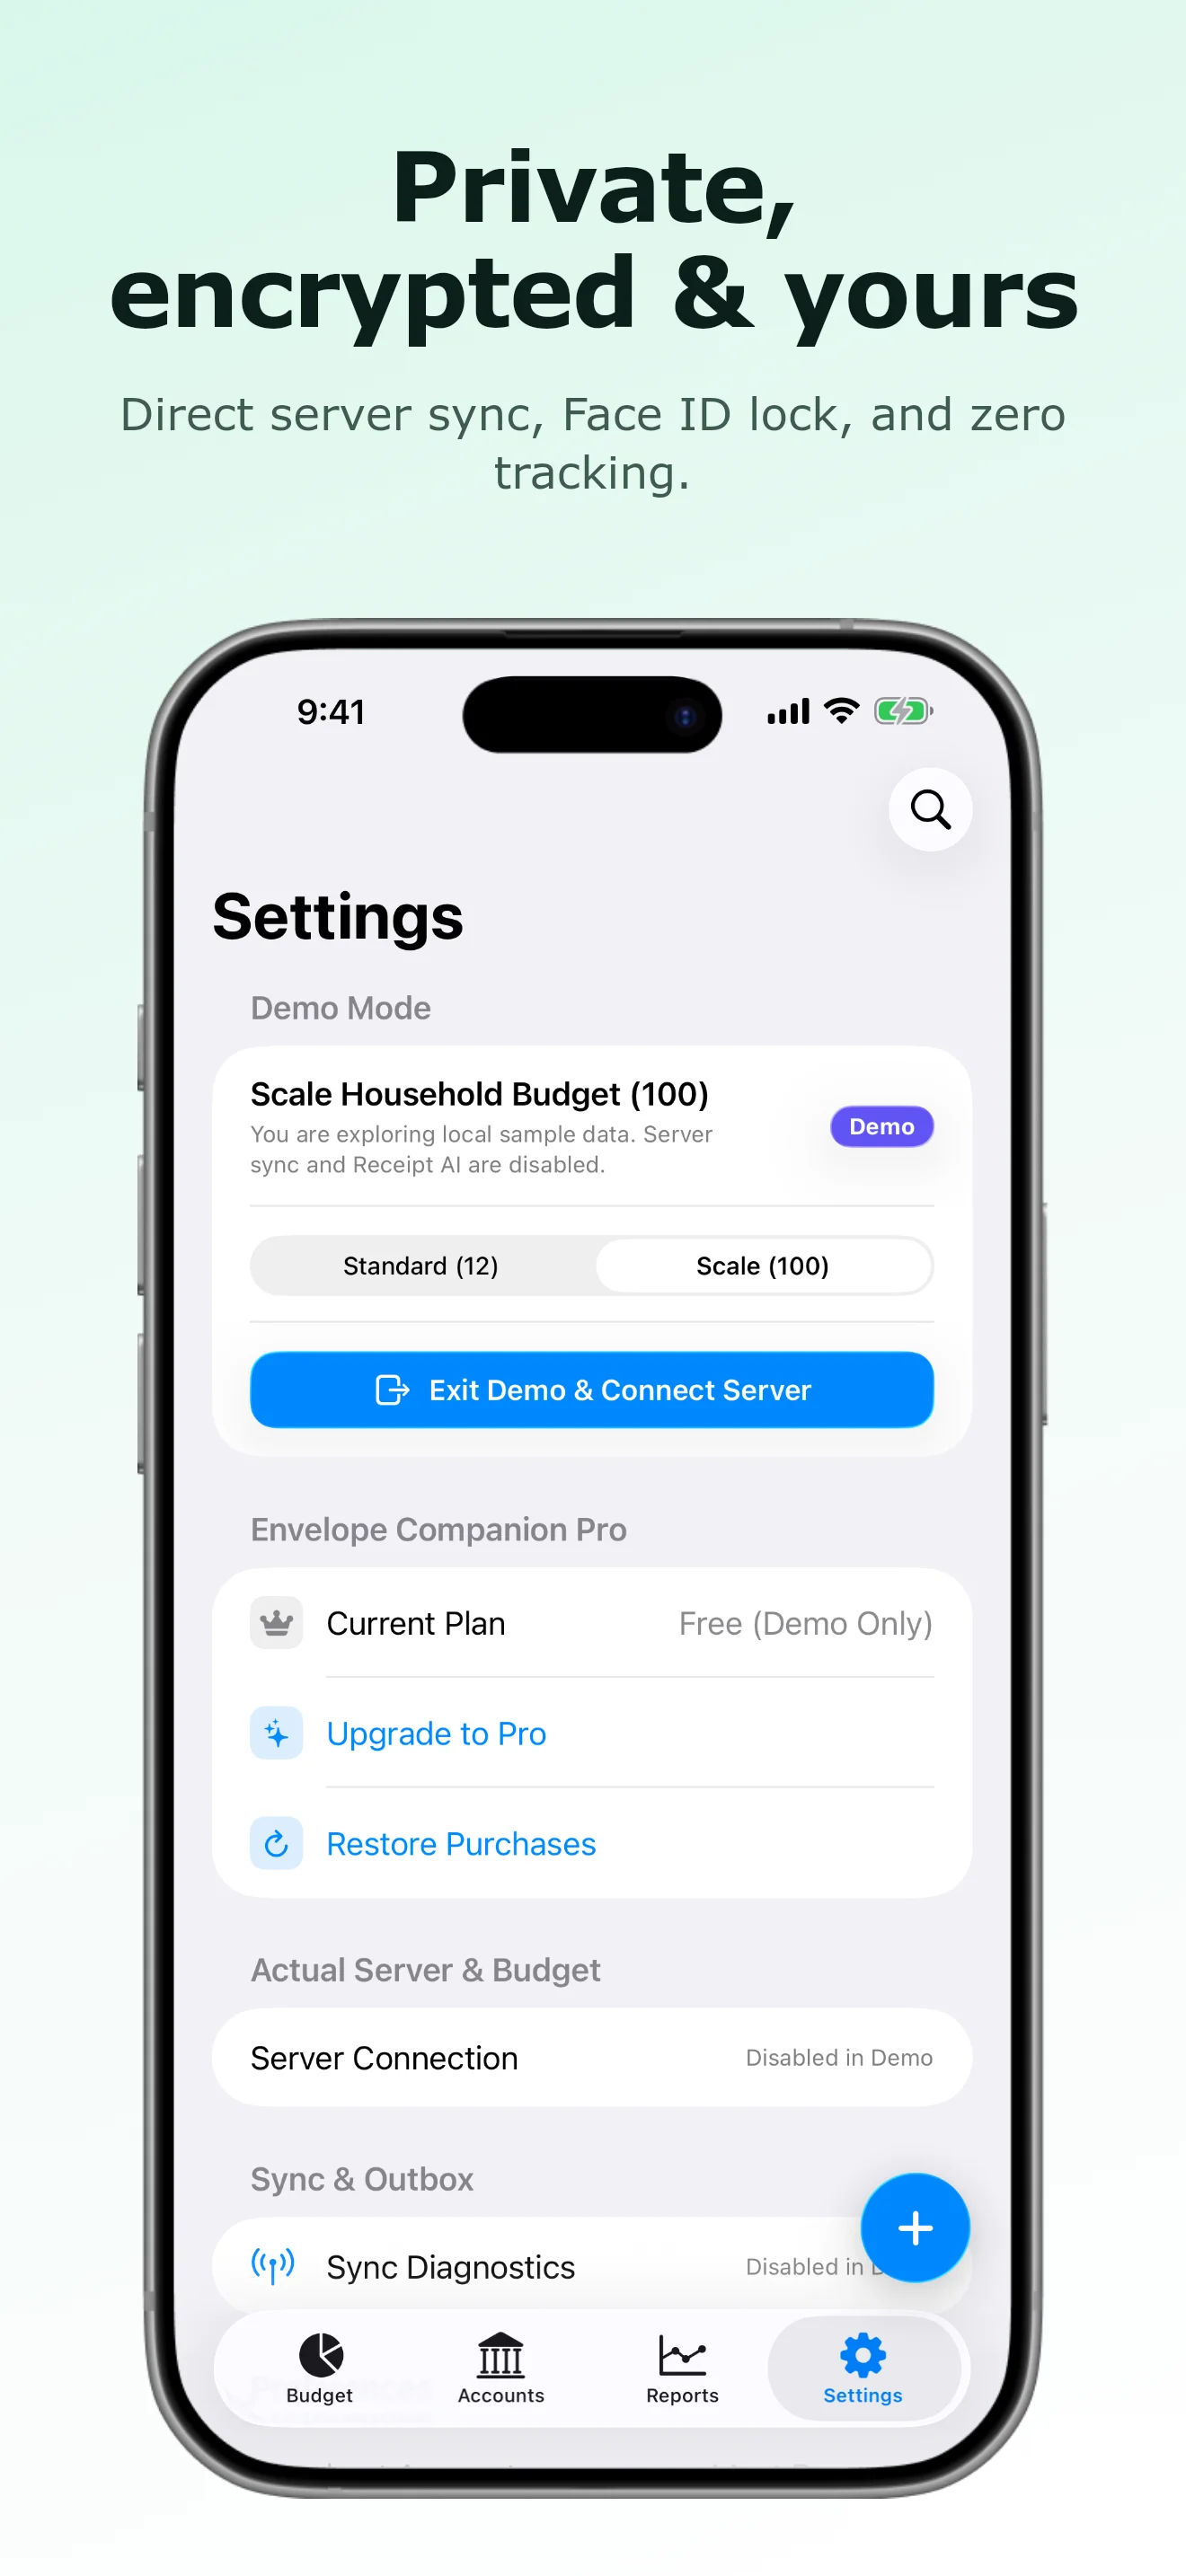 Private,
encrypted & yours
Direct server sync, Face ID lock, and zero
tracking.
9:41
Settings
Demo Mode
Scale Household Budget (100)
You are exploring local sample data. Server
sync and Receipt AI are disabled.
Demo
Standard (12)
Scale (100)
Exit Demo & Connect Server
Envelope Companion Pro
Current Plan
Free (Demo Only)
Upgrade to Pro
Restore Purchases
Actual Server & Budget
Server Connection
Disabled in Demo
Sync & Outbox
Sync Diagnostics
Disabled in
Budget
Accounts
Reports
Settings